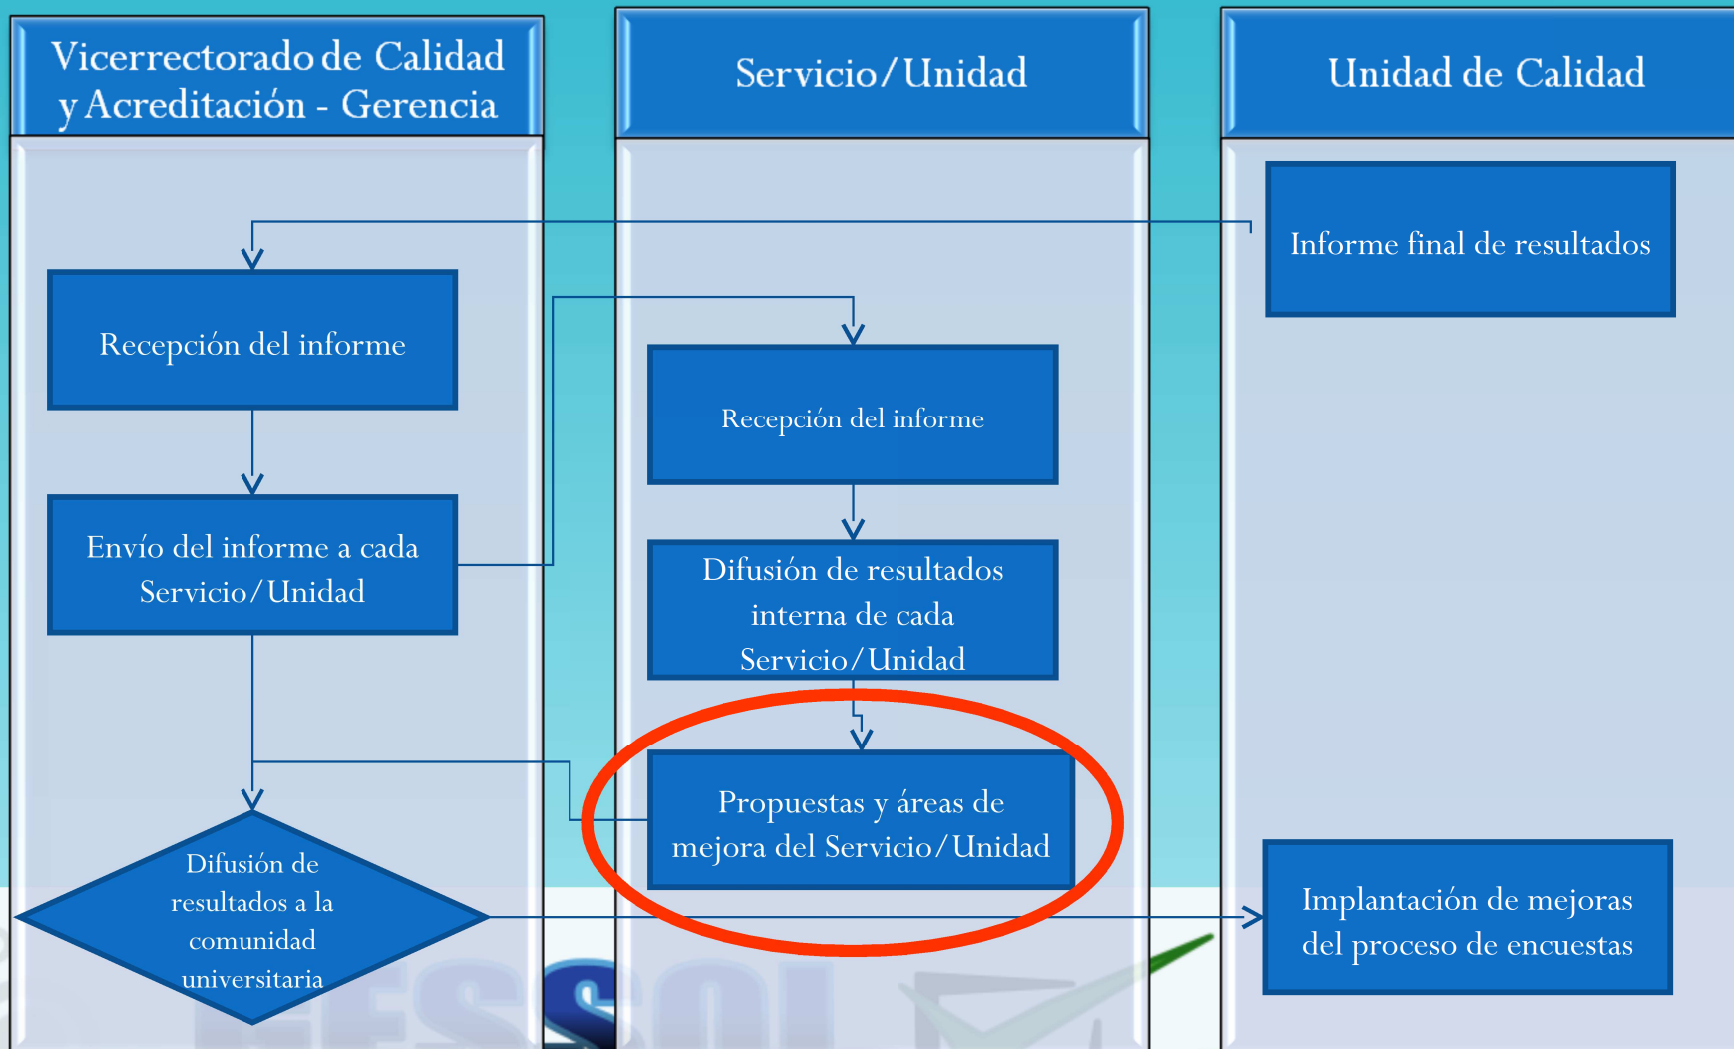 Vicerrectorado de Calidad
y Acreditación - Gerencia
Servicio/Unidad
Unidad de Calidad
Informe final de resultados
Recepción del informe
Recepción del informe
Envío del informe a cada
Servicio/Unidad
Difusión de resultados
interna de cada
Servicio/Unidad
Propuestas y áreas de
mejora del Servicio/Unidad
Difusión de
resultados a la
comunidad
universitaria
Implantación de mejoras
del proceso de encuestas